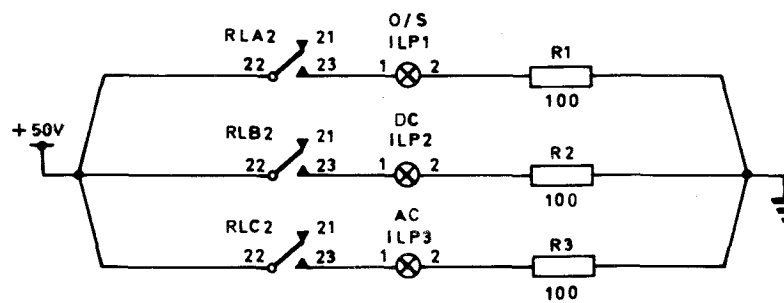 O/S
ILP1
RLA2
21
22
23
1
2
R1
100
+50V
DC
ILP2
RLB2
21
22
23
1
2
R2
100
AC
ILP3
RLC2
21
22
23
1
2
R3
100